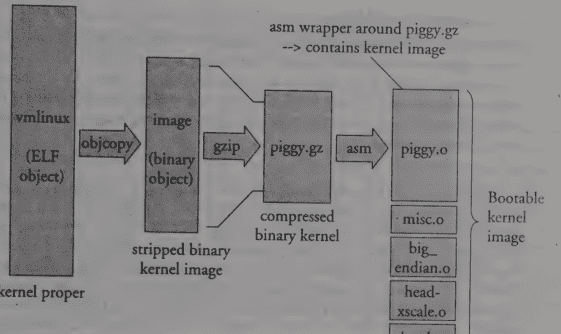 asm wrapper around piggy.gz
--> contains kernel image
vmlinux
(ELF
object)
objcopy
image
(binary
object)
gzip
piggy.gz
asm
piggy.o
misc.o
big_
endian.o
head-
xscale.o
Bootable
kernel
image
compressed
binary kernel
stripped binary
kernel image
kernel proper